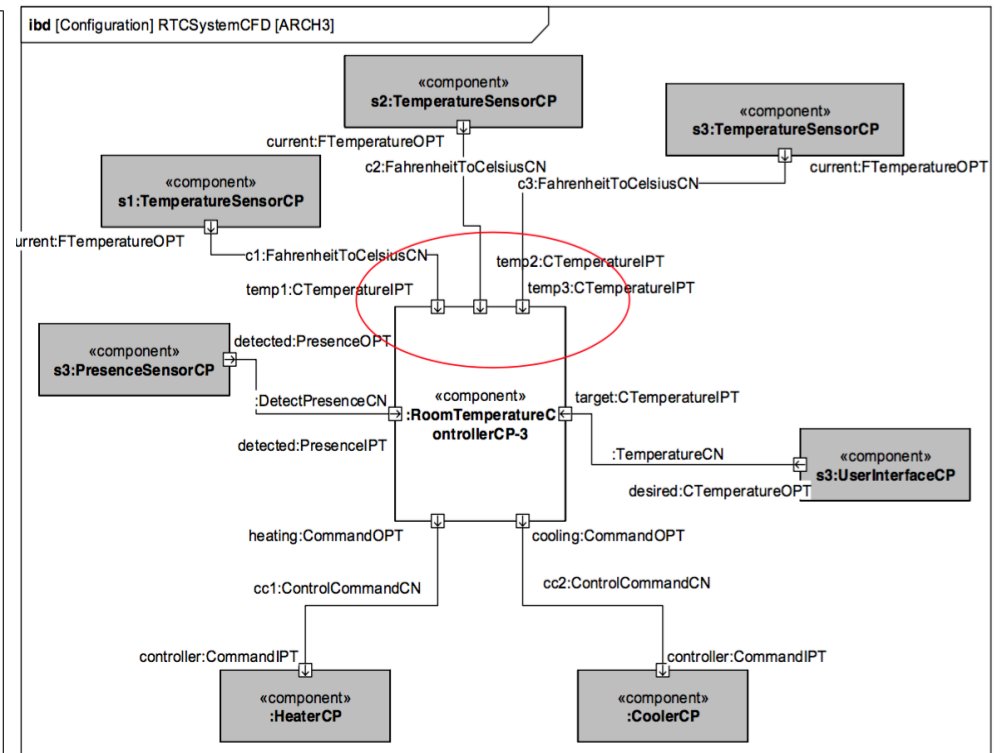 ibd [Configuration] RTCSystemCFD [ARCH3]
«component»
s2:TemperatureSensorCP
current:FTemperatureOPT
«component»
s3:TemperatureSensorCP
current:FTemperatureOPT
c2:FahrenheitToCelsiusCN
c3:FahrenheitToCelsiusCN
«component»
s1:TemperatureSensorCP
urrent:FTemperatureOPT
c1:FahrenheitToCelsiusCN
temp2:CTemperatureIPT
temp1:CTemperatureIPT
temp3:CTemperatureIPT
«component»
s3:PresenceSensorCP
detected:PresenceOPT
:DetectPresenceCN
detected:PresenceIPT
«component»
:RoomTemperatureC
ontrollerCP-3
target:CTemperatureIPT
:TemperatureCN
«component»
s3:UserInterfaceCP
desired:CTemperatureOPT
heating:CommandOPT
cooling:CommandOPT
cc1:ControlCommandCN
cc2:ControlCommandCN
controller:CommandIPT
controller:CommandIPT
«component»
:HeaterCP
«component»
:CoolerCP